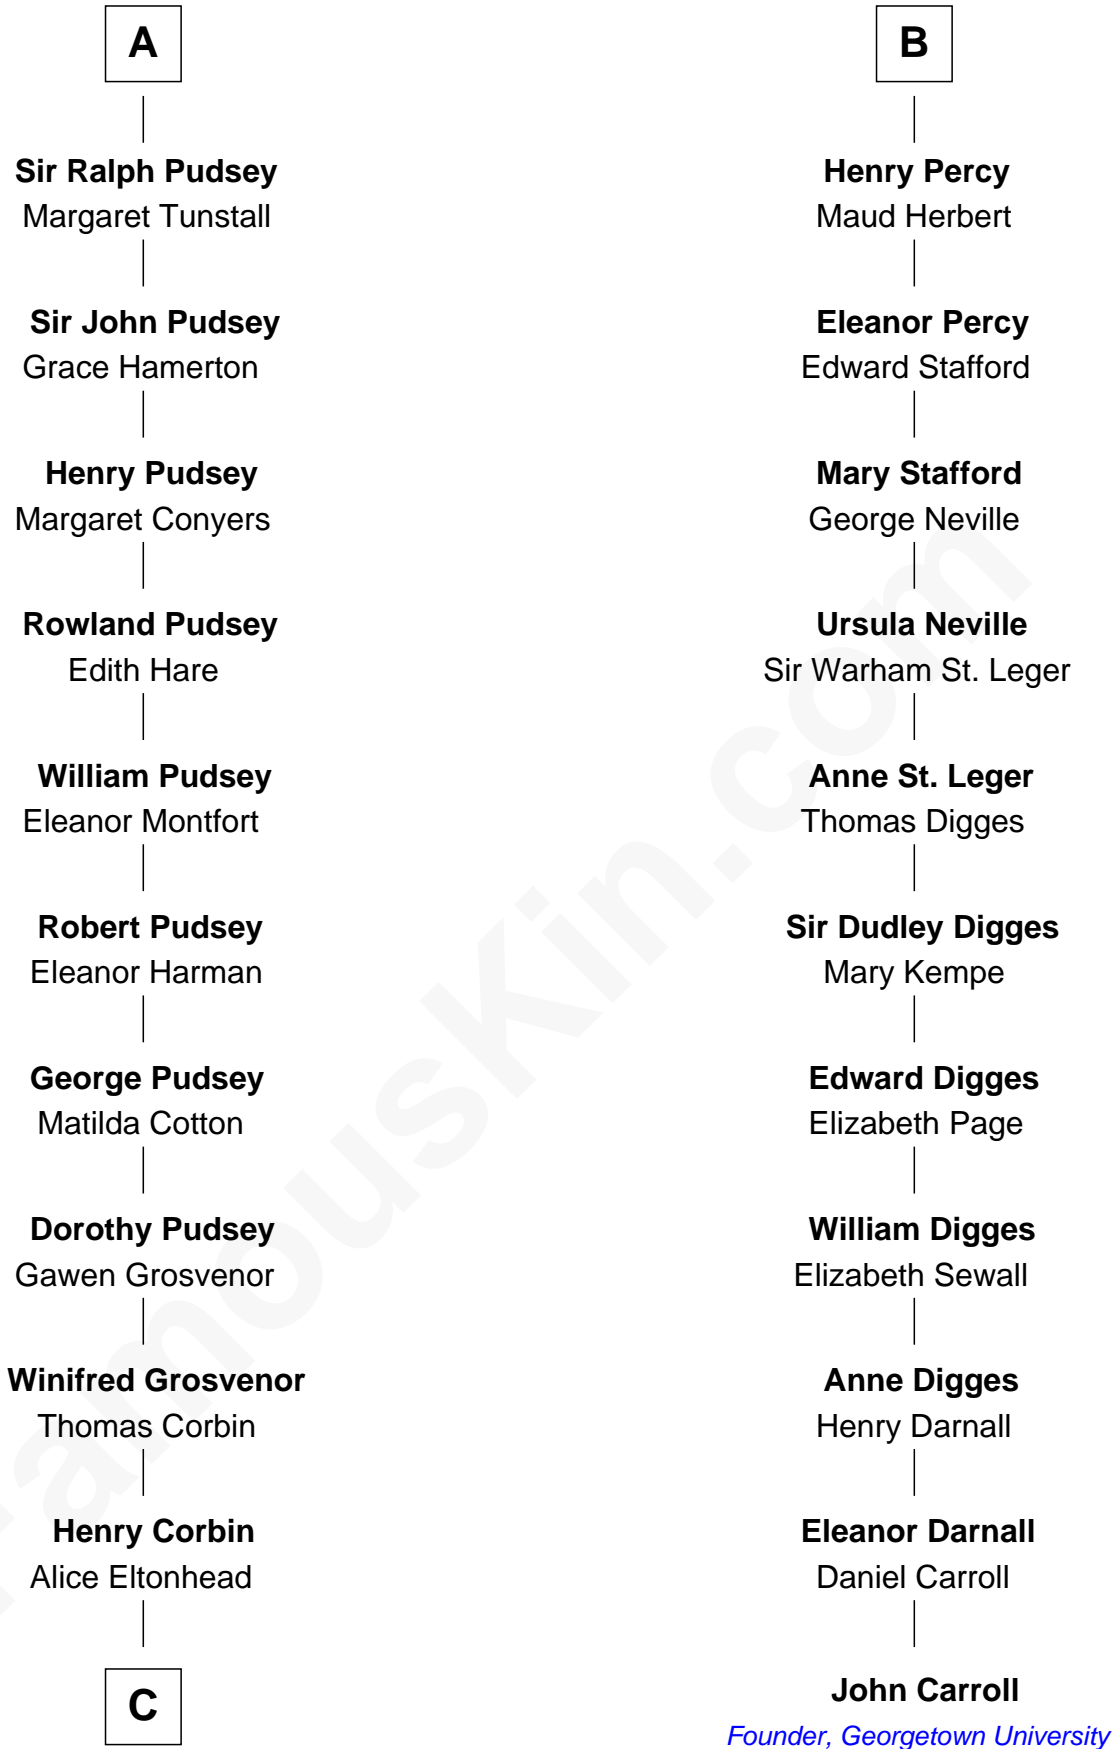 A
Sir Ralph Pudsey
Margaret Tunstall
Sir John Pudsey
Grace Hamerton
Henry Pudsey
Margaret Conyers
Rowland Pudsey
Edith Hare
William Pudsey
Eleanor Montfort
Robert Pudsey
Eleanor Harman
George Pudsey
Matilda Cotton
Dorothy Pudsey
Gawen Grosvenor
Winifred Grosvenor
Thomas Corbin
Henry Corbin
Alice Eltonhead
C
B
Henry Percy
Maud Herbert
Eleanor Percy
Edward Stafford
Mary Stafford
George Neville
Ursula Neville
Sir Warham St. Leger
Anne St. Leger
Thomas Digges
Sir Dudley Digges
Mary Kempe
Edward Digges
Elizabeth Page
William Digges
Elizabeth Sewall
Anne Digges
Henry Darnall
Eleanor Darnall
Daniel Carroll
John Carroll
Founder, Georgetown University
FamousKin.com